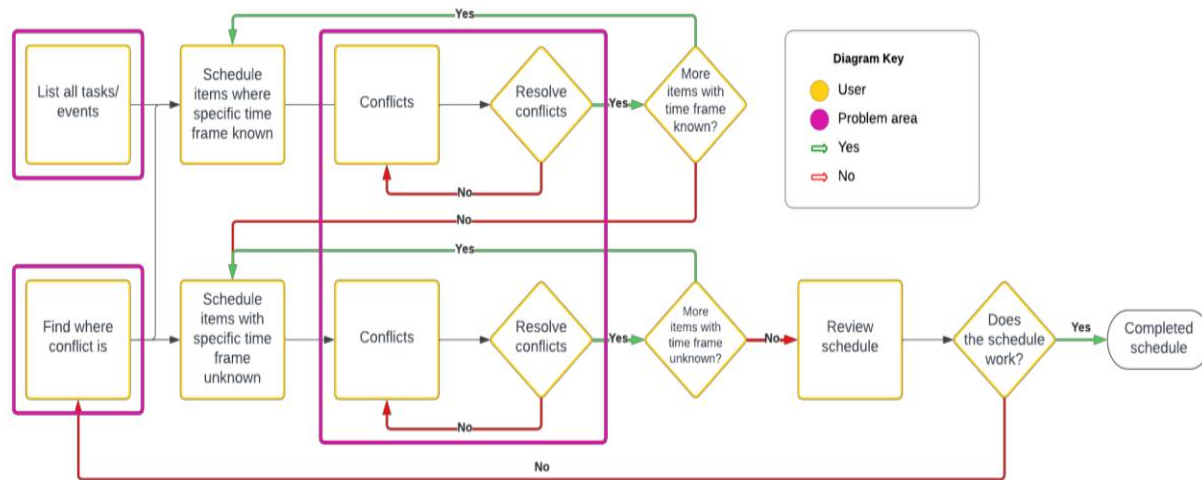 Yes
List all tasks/
events
Schedule
items where
specific time
frame known
Conflicts
Resolve
conflicts
Yes
More
items with
time frame
known?
No
No
Diagram Key
User
Problem area
Yes
No
Yes
Find where
conflict is
Schedule
items with
specific time
frame
unknown
Conflicts
Resolve
conflicts
Yes
More
items with
time frame
unknown?
No
Review
schedule
Does
the schedule
work?
Yes
Completed
schedule
No
No